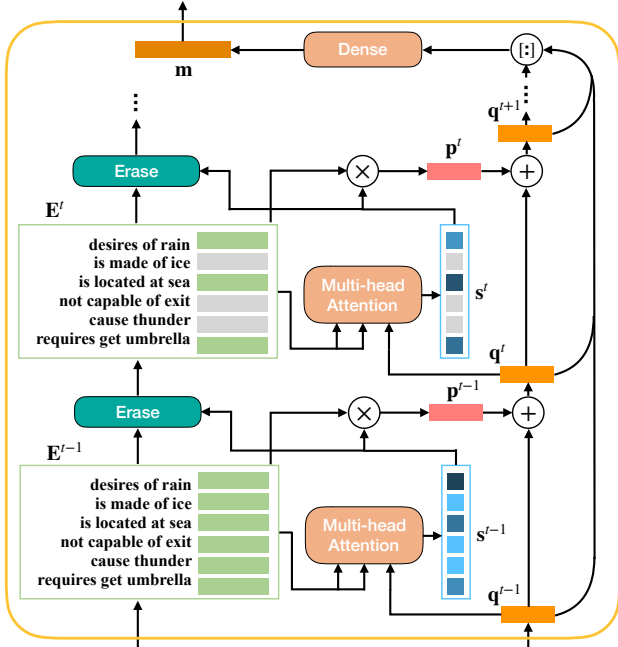 m
Dense
[:]
...
...
q^{t+1}
Erase
×
p^t
+
E^t
desires of rain
is made of ice
is located at sea
not capable of exit
cause thunder
requires get umbrella
Multi-head
Attention
s^t
q^t
Erase
×
p^{t-1}
+
E^{t-1}
desires of rain
is made of ice
is located at sea
not capable of exit
cause thunder
requires get umbrella
Multi-head
Attention
s^{t-1}
q^{t-1}